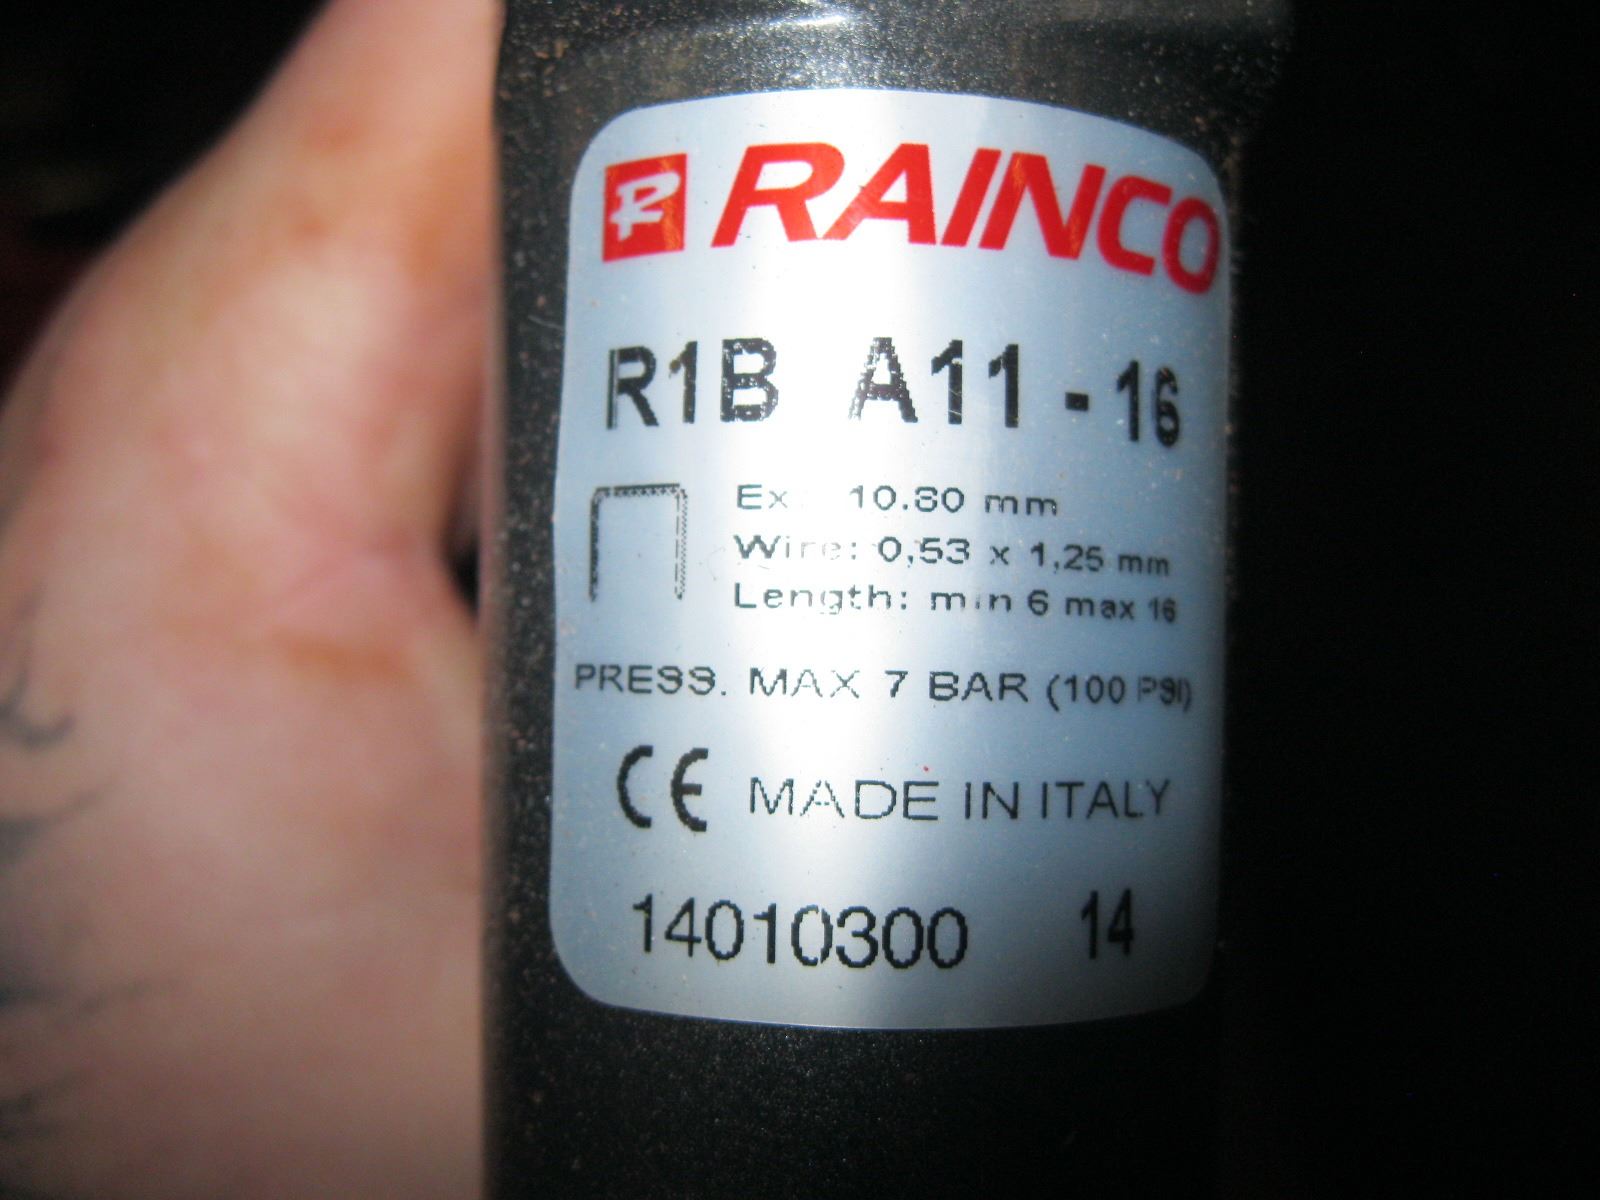 R RAINCO
R1B A11 - 16
Ex: 10.80 mm
Wire: 0,53 x 1,25 mm
Length: min 6 max 16
PRESS. MAX 7 BAR (100 PSI)
CE MADE IN ITALY
14010300 14